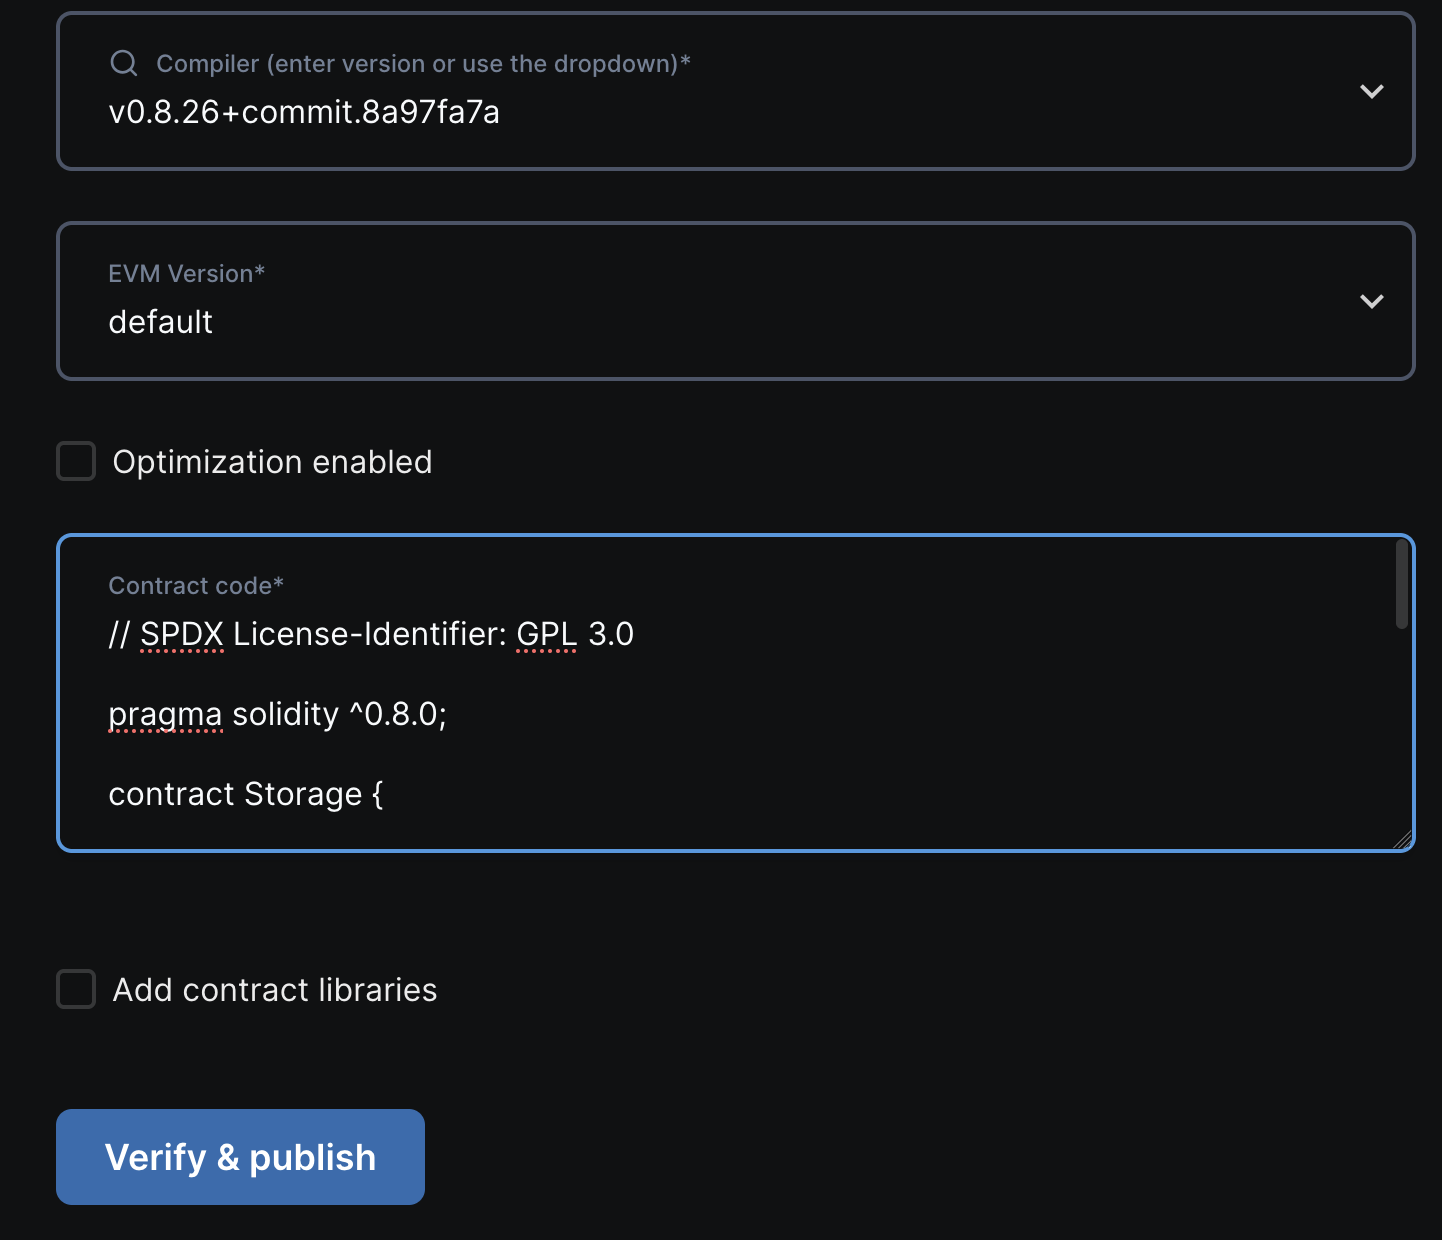 Compiler (enter version or use the dropdown)*
v0.8.26+commit.8a97fa7a
EVM Version*
default
Optimization enabled
Contract code*
// SPDX License-Identifier: GPL 3.0
pragma solidity ^0.8.0;
contract Storage {
Add contract libraries
Verify & publish